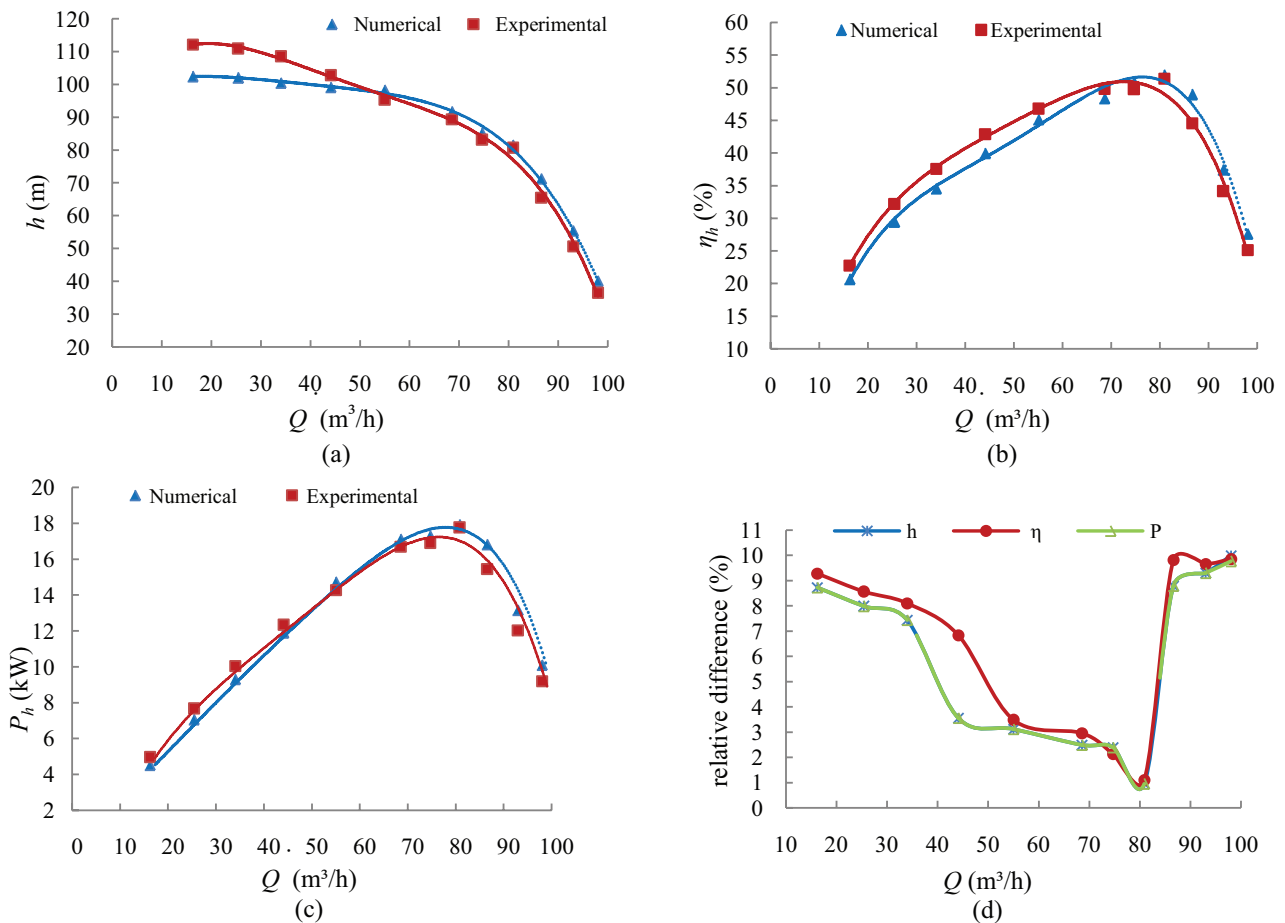 Numerical Experimental
120
110
100
90
80
70
60
50
40
30
20
h (m)
0 10 20 30 40 50 60 70 80 90 100
Q̇ (m³/h)
(a)
Numerical Experimental
60
55
50
45
40
35
30
25
20
15
10
ηh (%)
0 10 20 30 40 50 60 70 80 90 100
Q̇ (m³/h)
(b)
Numerical Experimental
20
18
16
14
12
10
8
6
4
2
Ph (kW)
0 10 20 30 40 50 60 70 80 90 100
Q̇ (m³/h)
(c)
h η P
11
10
9
8
7
6
5
4
3
2
1
0
relative difference (%)
10 20 30 40 50 60 70 80 90 100
Q (m³/h)
(d)